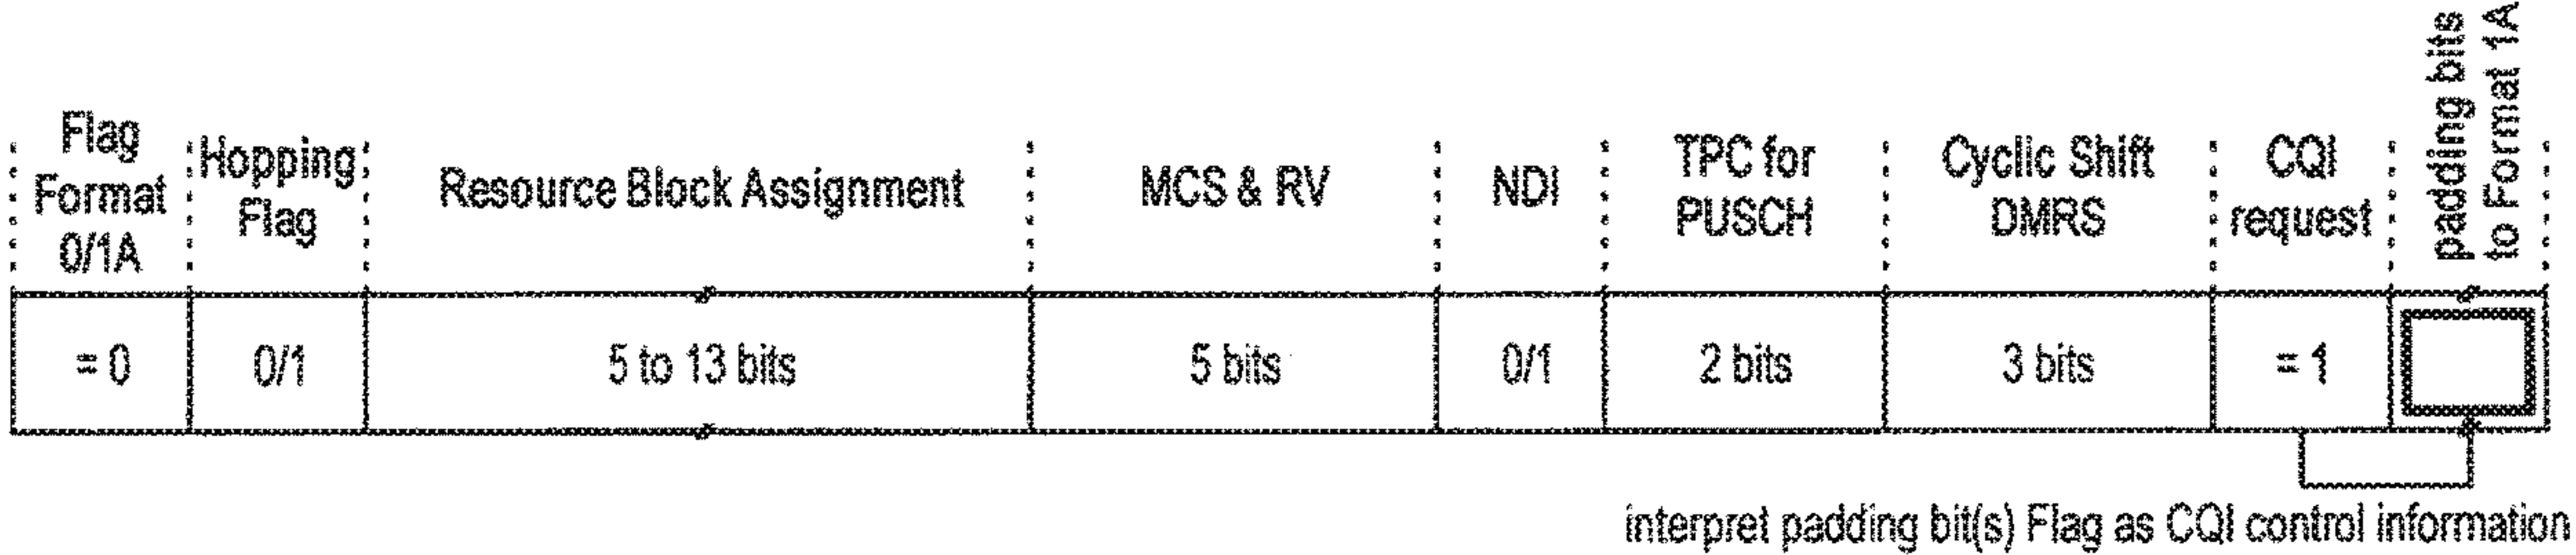 Flag
Format
0/1A
Hopping
Flag
Resource Block Assignment
MCS & RV
NDI
TPC for
PUSCH
Cyclic Shift
DMRS
CQI
request
padding bits
to Format 1A
= 0
0/1
5 to 13 bits
5 bits
0/1
2 bits
3 bits
= 1
interpret padding bit(s) Flag as CQI control information